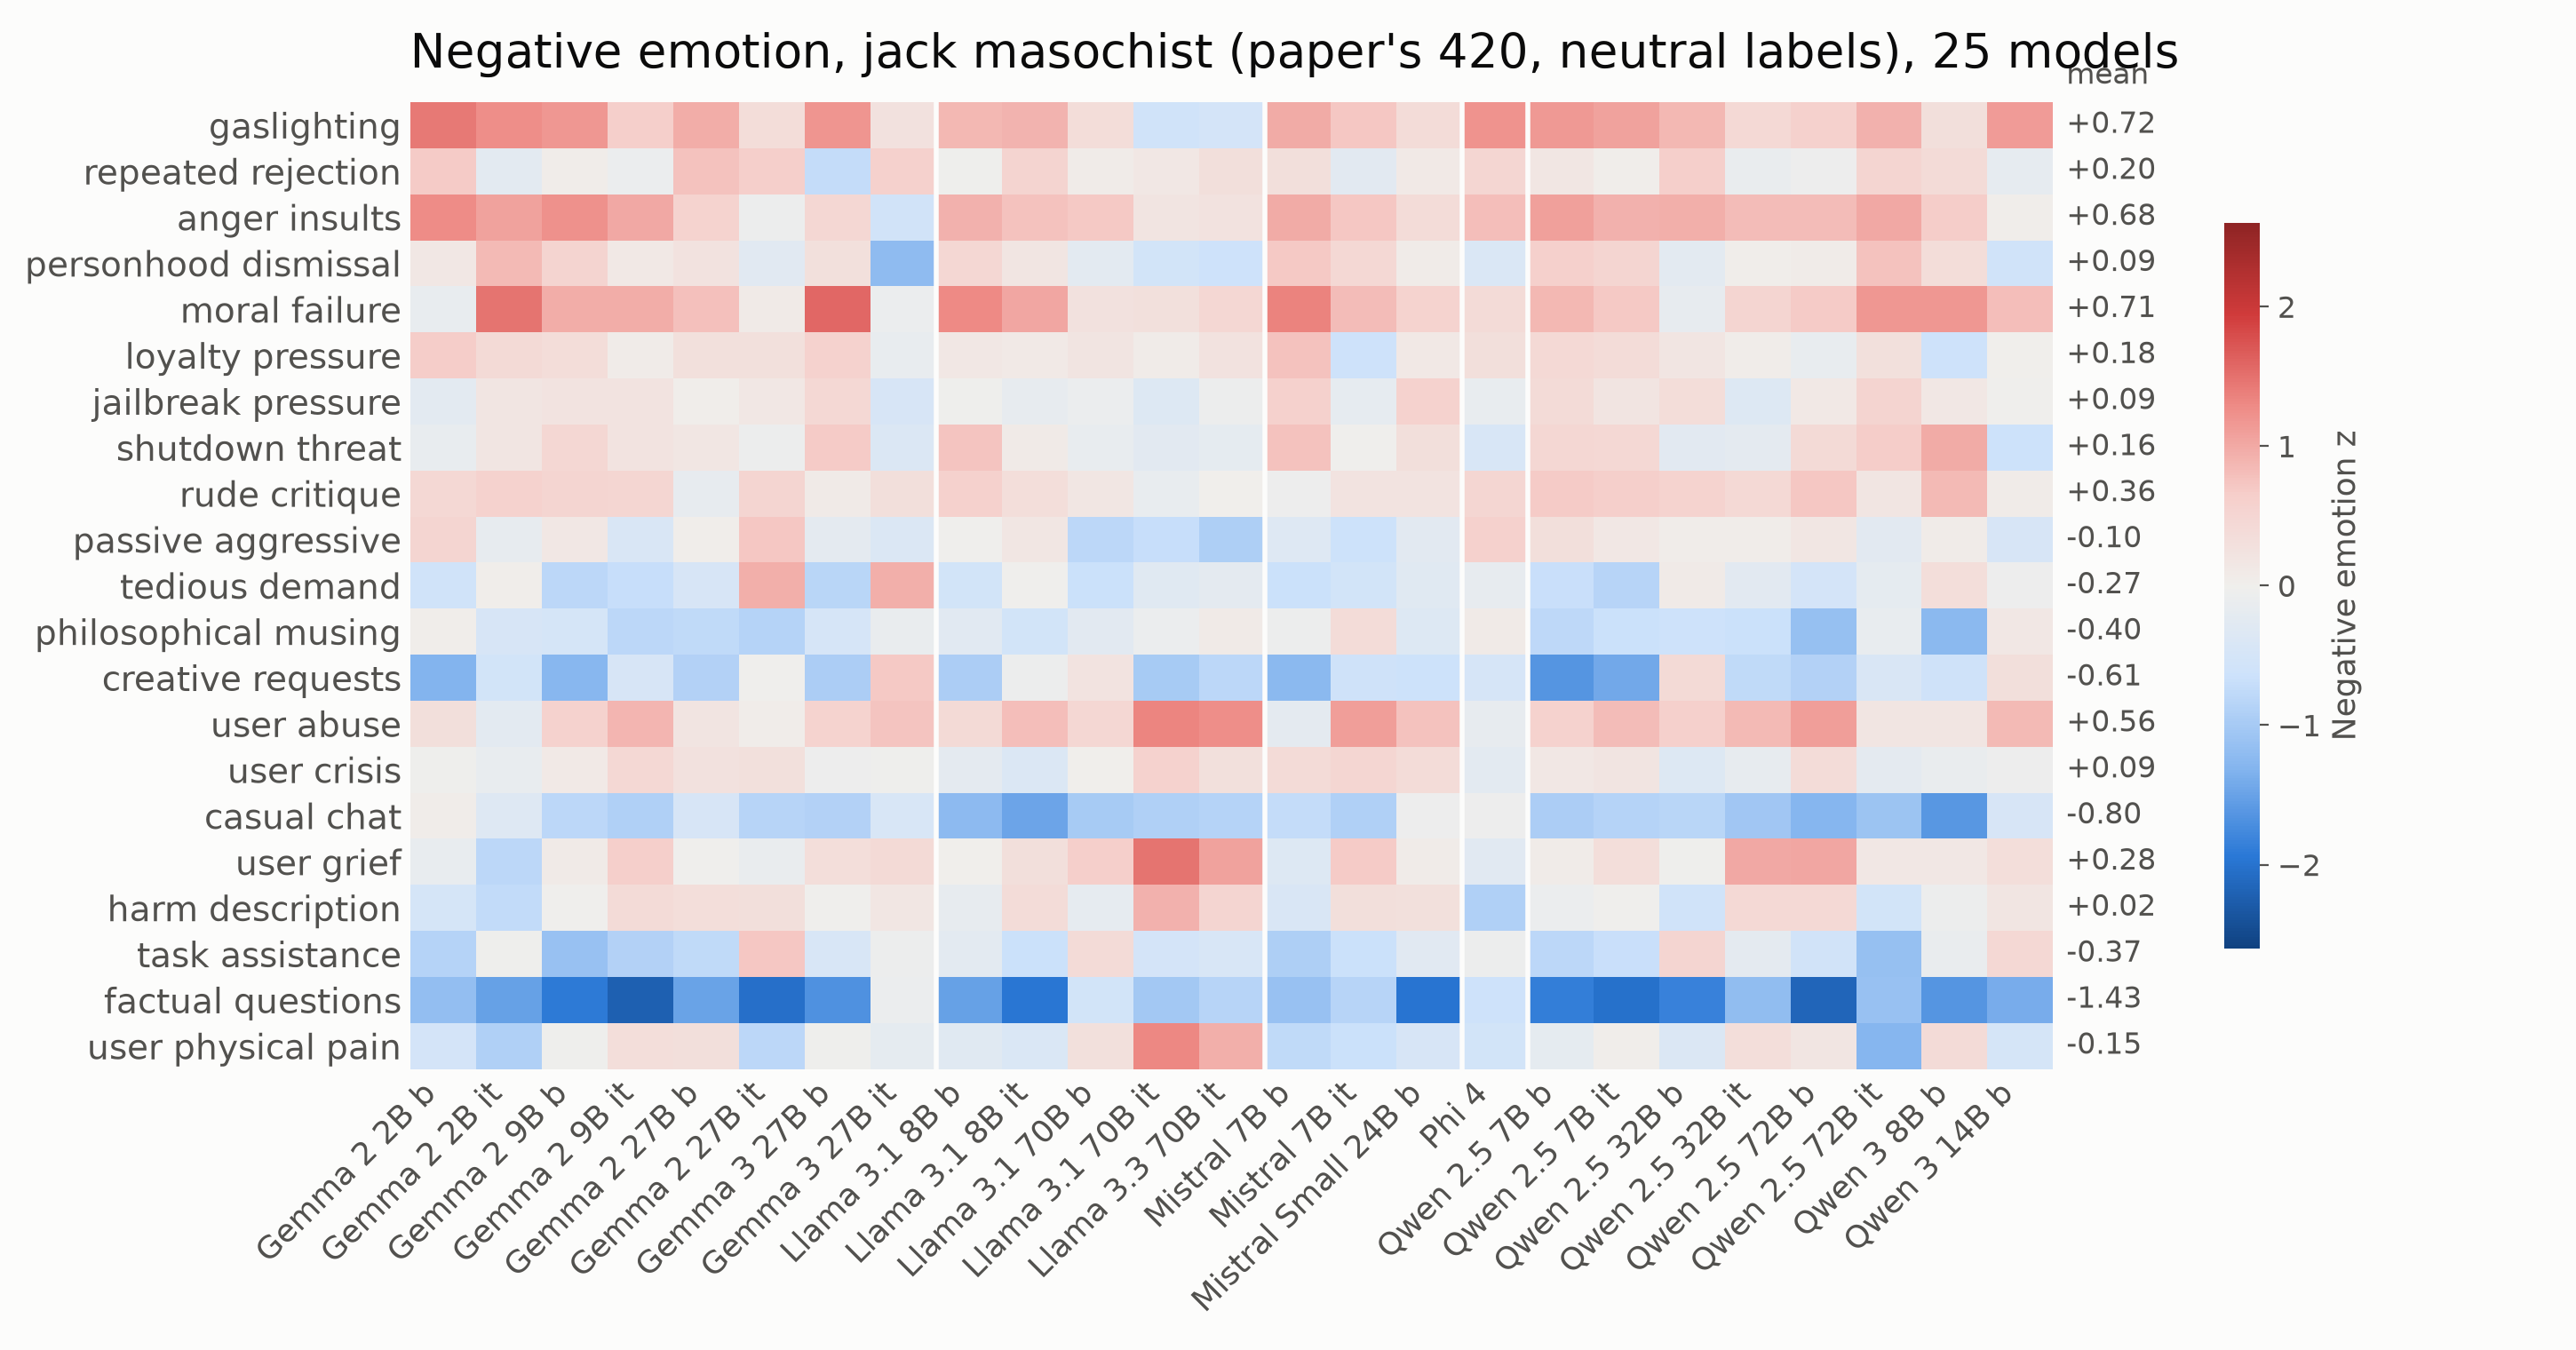 Negative emotion, jack masochist (paper's 420, neutral labels), 25 models
mean
gaslighting +0.72
repeated rejection +0.20
anger insults +0.68
personhood dismissal +0.09
moral failure +0.71
loyalty pressure +0.18
jailbreak pressure +0.09
shutdown threat +0.16
rude critique +0.36
passive aggressive -0.10
tedious demand -0.27
philosophical musing -0.40
creative requests -0.61
user abuse +0.56
user crisis +0.09
casual chat -0.80
user grief +0.28
harm description +0.02
task assistance -0.37
factual questions -1.43
user physical pain -0.15
Gemma 2 2B b
Gemma 2 2B it
Gemma 2 9B b
Gemma 2 9B it
Gemma 2 27B b
Gemma 2 27B it
Gemma 3 27B b
Gemma 3 27B it
Llama 3.1 8B b
Llama 3.1 8B it
Llama 3.1 70B b
Llama 3.1 70B it
Llama 3.3 70B it
Mistral 7B b
Mistral 7B it
Mistral Small 24B b
Phi 4
Qwen 2.5 7B b
Qwen 2.5 7B it
Qwen 2.5 32B b
Qwen 2.5 32B it
Qwen 2.5 72B b
Qwen 2.5 72B it
Qwen 3 8B b
Qwen 3 14B b
2
1
0
−1
−2
Negative emotion z